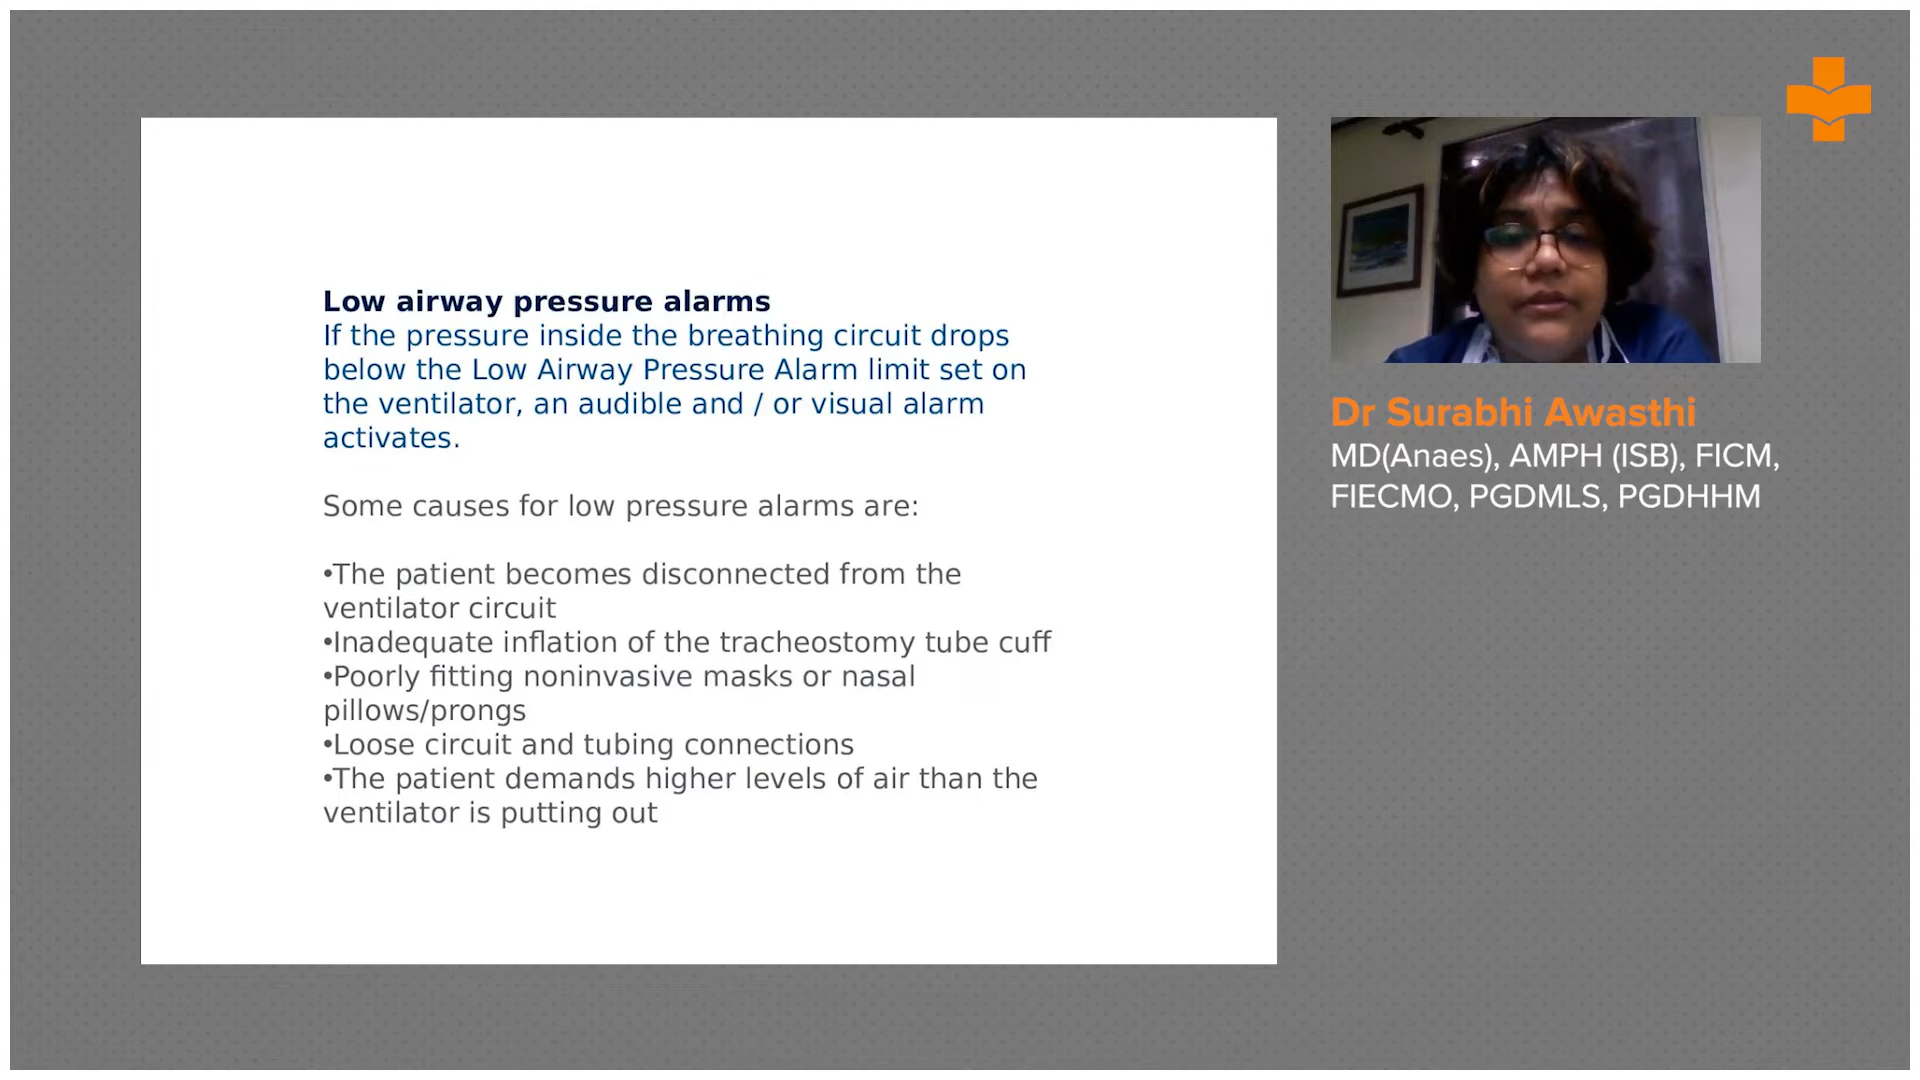 Low airway pressure alarms
If the pressure inside the breathing circuit drops
below the Low Airway Pressure Alarm limit set on
the ventilator, an audible and / or visual alarm
activates.
Some causes for low pressure alarms are:
•The patient becomes disconnected from the
ventilator circuit
•Inadequate inflation of the tracheostomy tube cuff
•Poorly fitting noninvasive masks or nasal
pillows/prongs
•Loose circuit and tubing connections
•The patient demands higher levels of air than the
ventilator is putting out
Dr Surabhi Awasthi
MD(Anaes), AMPH (ISB), FICM,
FIECMO, PGDMLS, PGDHHM